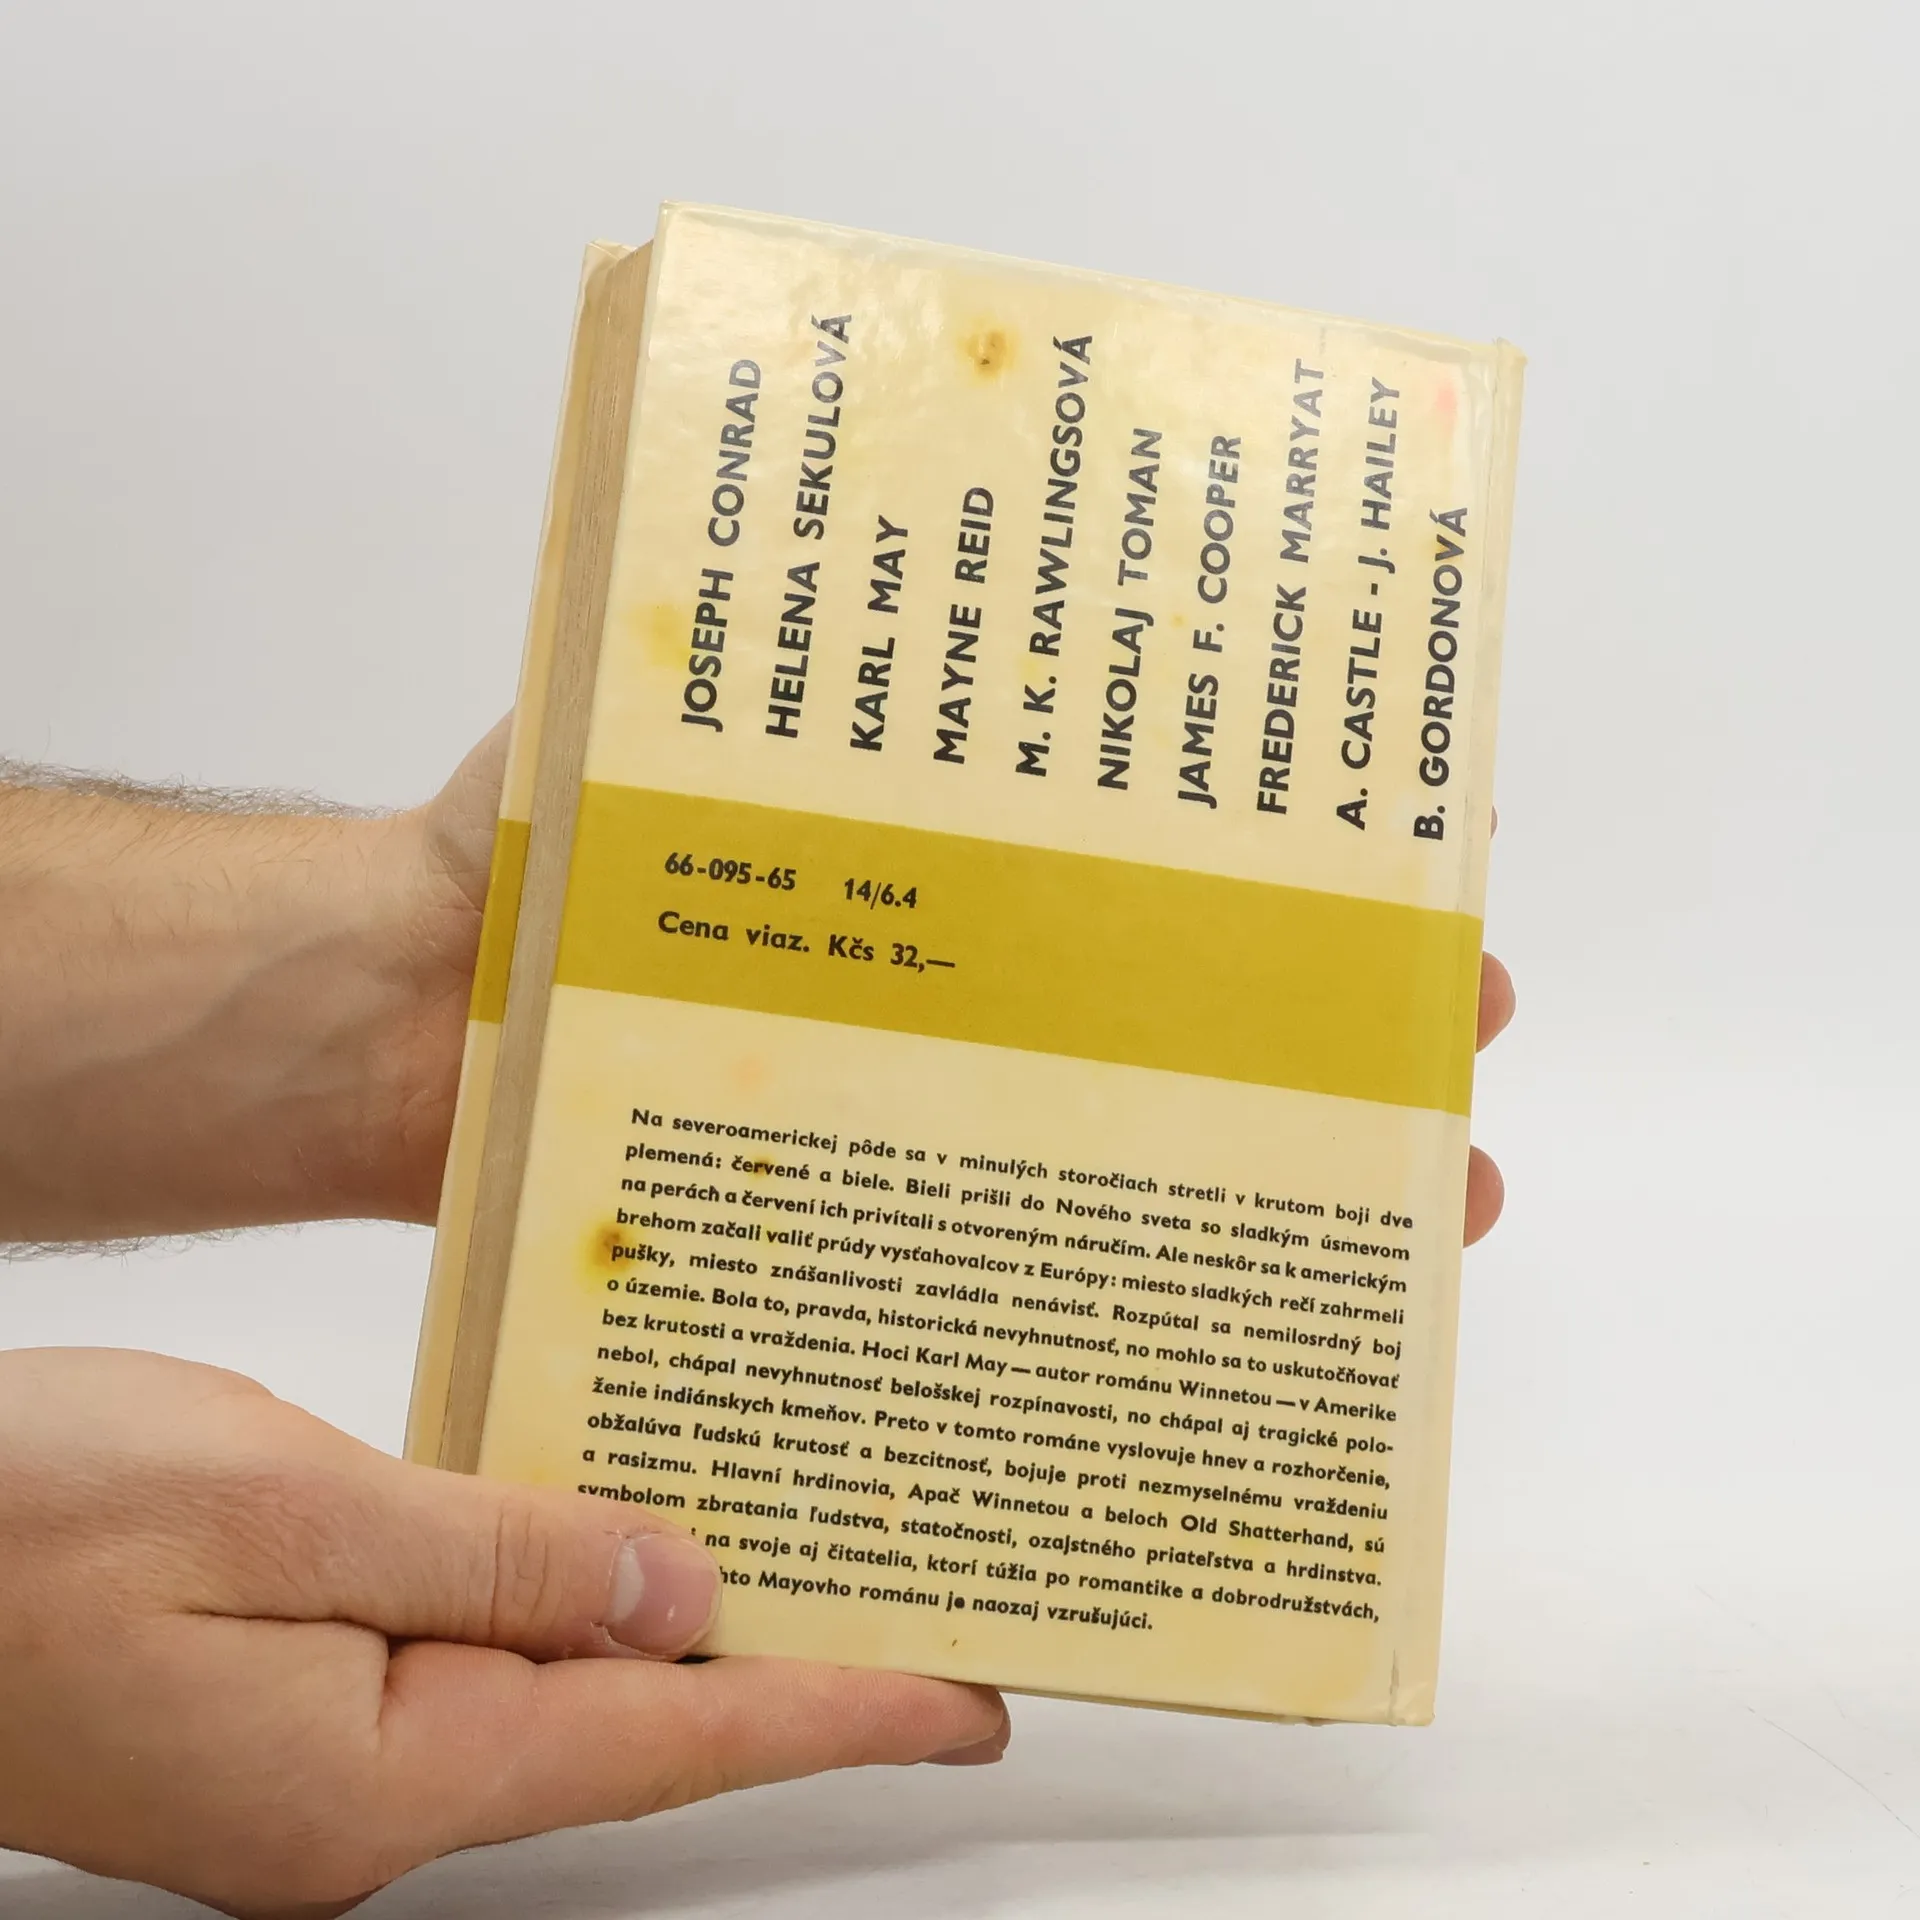 JOSEPH CONRAD
HELENA SEKULOVÁ
KARL MAY
MAYNE REID
M. K. RAWLINGSOVÁ
NIKOLAJ TOMAN
JAMES F. COOPER
FREDERICK MARRYAT
A. CASTLE - J. HAILEY
B. GORDONOVÁ
66-095-65 14/6.4
Cena viaz. Kčs 32,—
Na severoamerickej pôde sa v minulých storočiach stretli v krutom boji dve
plemená: červené a biele. Bieli prišli do Nového sveta so sladkým úsmevom
na perách a červení ich privítali s otvoreným náručím. Ale neskôr sa k americkým
brehom začali valiť prúdy vysťahovalcov z Európy: miesto sladkých rečí zahrmeli
pušky, miesto znášanlivosti zavládla nenávisť. Rozpútal sa nemilosrdný boj
o územie. Bola to, pravda, historická nevyhnutnosť, no mohlo sa to uskutočňovať
bez krutosti a vraždenia. Hoci Karl May — autor románu Winnetou — v Amerike
nebol, chápal nevyhnutnosť belošskej rozpínavosti, no chápal aj tragické polo-
ženie indiánskych kmeňov. Preto v tomto románe vyslovuje hnev a rozhorčenie,
obžalúva ľudskú krutosť a bezcitnosť, bojuje proti nezmyselnému vraždeniu
a rasizmu. Hlavní hrdinovia, Apač Winnetou a beloch Old Shatterhand, sú
symbolom zbratania ľudstva, statočnosti, ozajstného priateľstva a hrdinstva.
na svoje aj čitatelia, ktorí túžia po romantike a dobrodružstvách,
hto Mayovho románu je naozaj vzrušujúci.